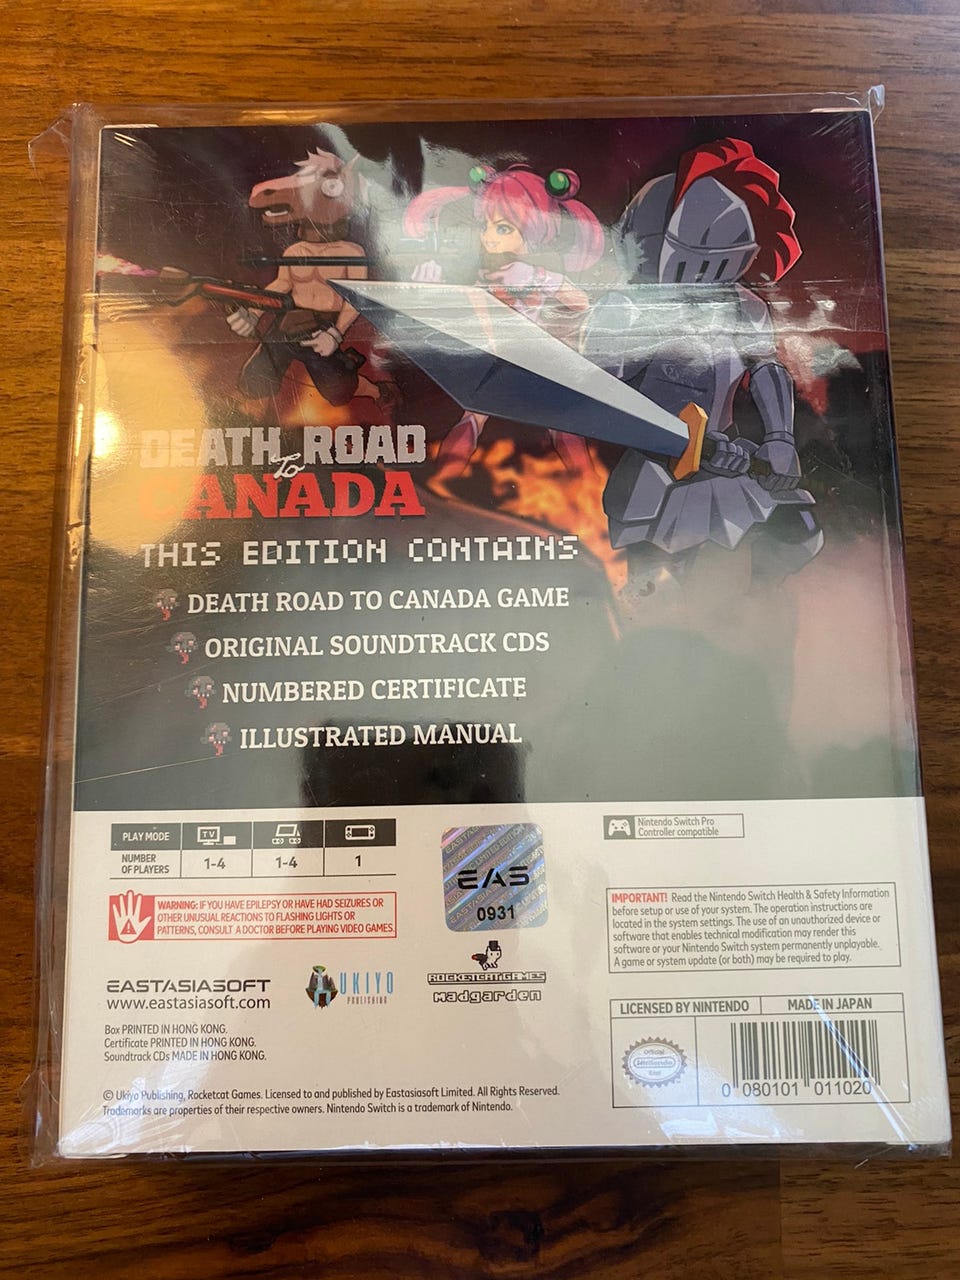 DEATH ROAD
TO
CANADA
THIS EDITION CONTAINS
DEATH ROAD TO CANADA GAME
ORIGINAL SOUNDTRACK CDS
NUMBERED CERTIFICATE
ILLUSTRATED MANUAL
PLAY MODE
TV
NUMBER
OF PLAYERS
1-4
1-4
1
EAS
0931
Nintendo Switch Pro
Controller compatible
WARNING: IF YOU HAVE EPILEPSY OR HAVE HAD SEIZURES OR
OTHER UNUSUAL REACTIONS TO FLASHING LIGHTS OR
PATTERNS, CONSULT A DOCTOR BEFORE PLAYING VIDEO GAMES.
IMPORTANT! Read the Nintendo Switch Health & Safety Information
before setup or use of your system. The operation instructions are
located in the system settings. The use of an unauthorized device or
software that enables technical modification may render this
software or your Nintendo Switch system permanently unplayable.
A game or system update (or both) may be required to play.
EASTASIASOFT
www.eastasiasoft.com
UKIYO
PUBLISHING
ROCKETCATGAMES
madgarden
Box PRINTED IN HONG KONG.
Certificate PRINTED IN HONG KONG.
Soundtrack CDs MADE IN HONG KONG.
LICENSED BY NINTENDO
MADE IN JAPAN
Official
Nintendo
Seal
0 080101 011020
© Ukiyo Publishing, Rocketcat Games. Licensed to and published by Eastasiasoft Limited. All Rights Reserved.
Trademarks are properties of their respective owners. Nintendo Switch is a trademark of Nintendo.